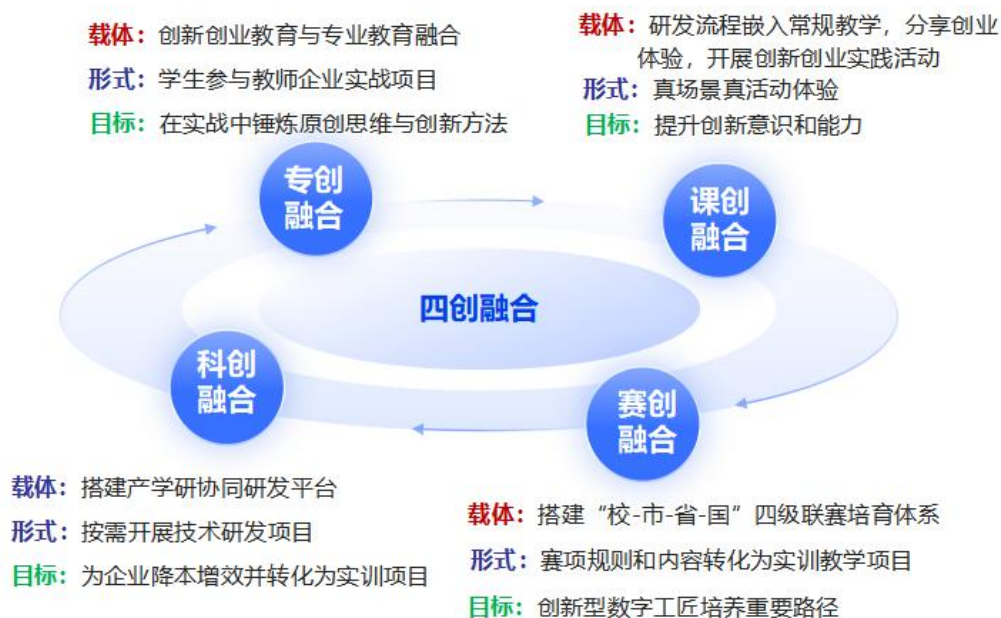 载体：创新创业教育与专业教育融合
形式：学生参与教师企业实战项目
目标：在实战中锤炼原创思维与创新方法
载体：研发流程嵌入常规教学，分享创业
体验，开展创新创业实践活动
形式：真场景真活动体验
目标：提升创新意识和能力
专创
融合
课创
融合
四创融合
科创
融合
赛创
融合
载体：搭建产学研协同研发平台
形式：按需开展技术研发项目
目标：为企业降本增效并转化为实训项目
载体：搭建“校-市-省-国”四级联赛培育体系
形式：赛项规则和内容转化为实训教学项目
目标：创新型数字工匠培养重要路径